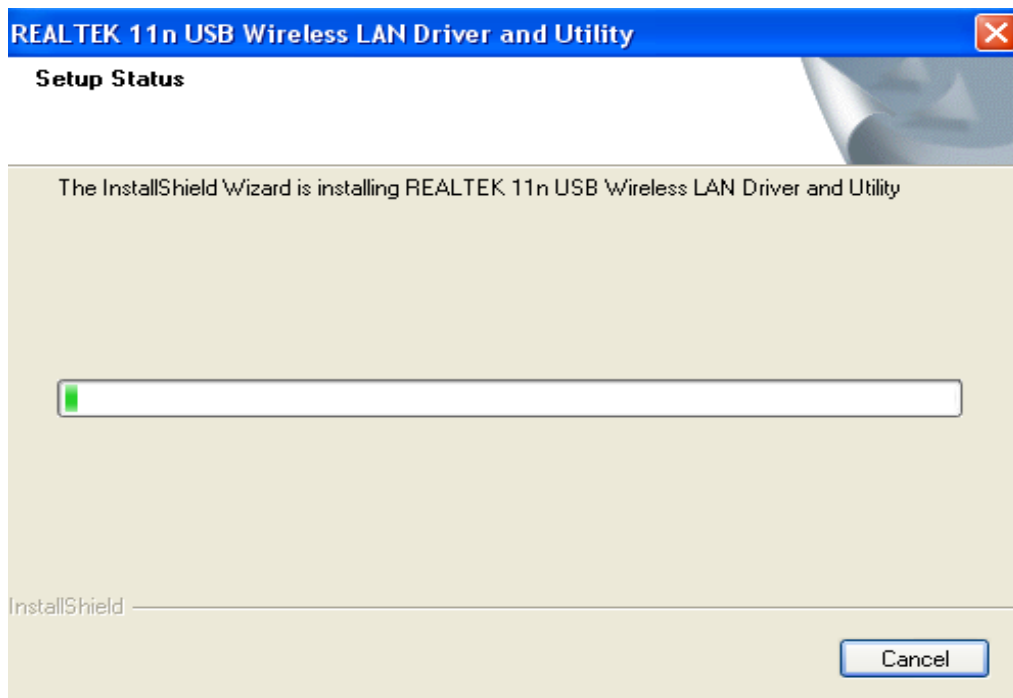 REALTEK 11n USB Wireless LAN Driver and Utility
Setup Status
The InstallShield Wizard is installing REALTEK 11n USB Wireless LAN Driver and Utility
InstallShield
Cancel